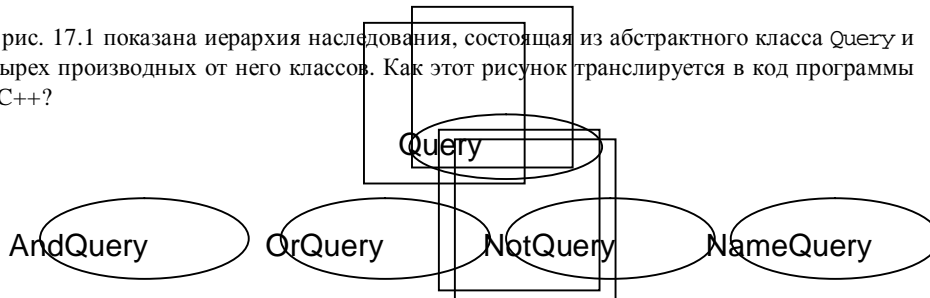 рис. 17.1 показана иерархия наследования, состоящая из абстрактного класса Query и
ырех производных от него классов. Как этот рисунок транслируется в код программы
С++?
Query
AndQuery OrQuery NotQuery NameQuery